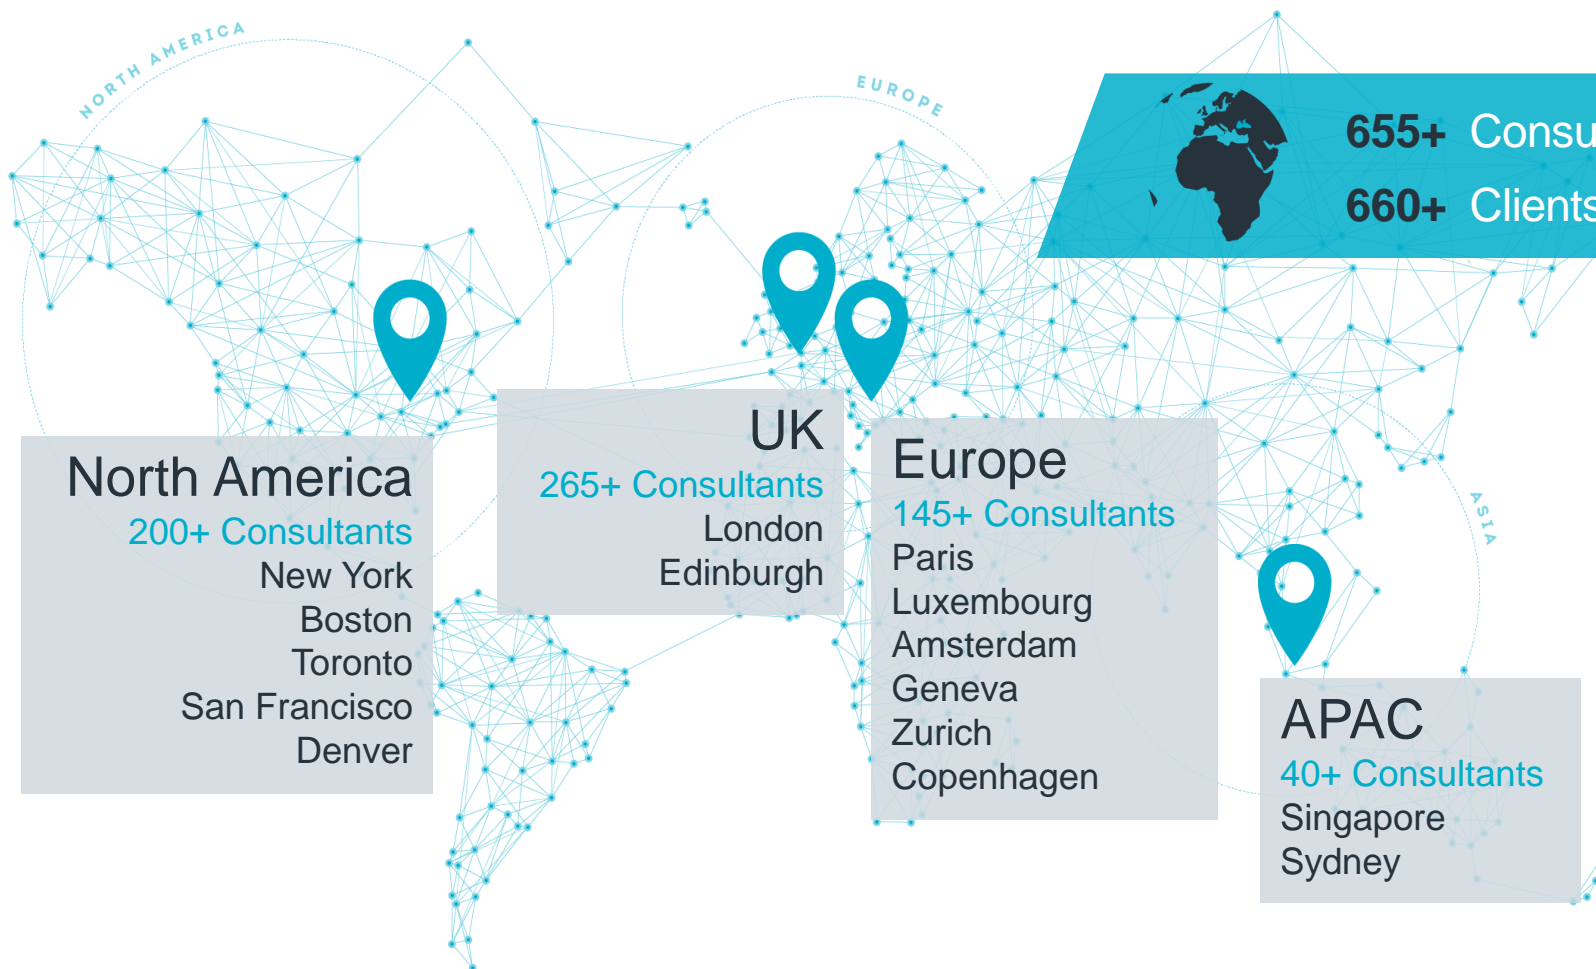 NORTH AMERICA
EUROPE
655+ Consu
660+ Clients
North America
200+ Consultants
New York
Boston
Toronto
San Francisco
Denver
UK
265+ Consultants
London
Edinburgh
Europe
145+ Consultants
Paris
Luxembourg
Amsterdam
Geneva
Zurich
Copenhagen
ASIA
APAC
40+ Consultants
Singapore
Sydney